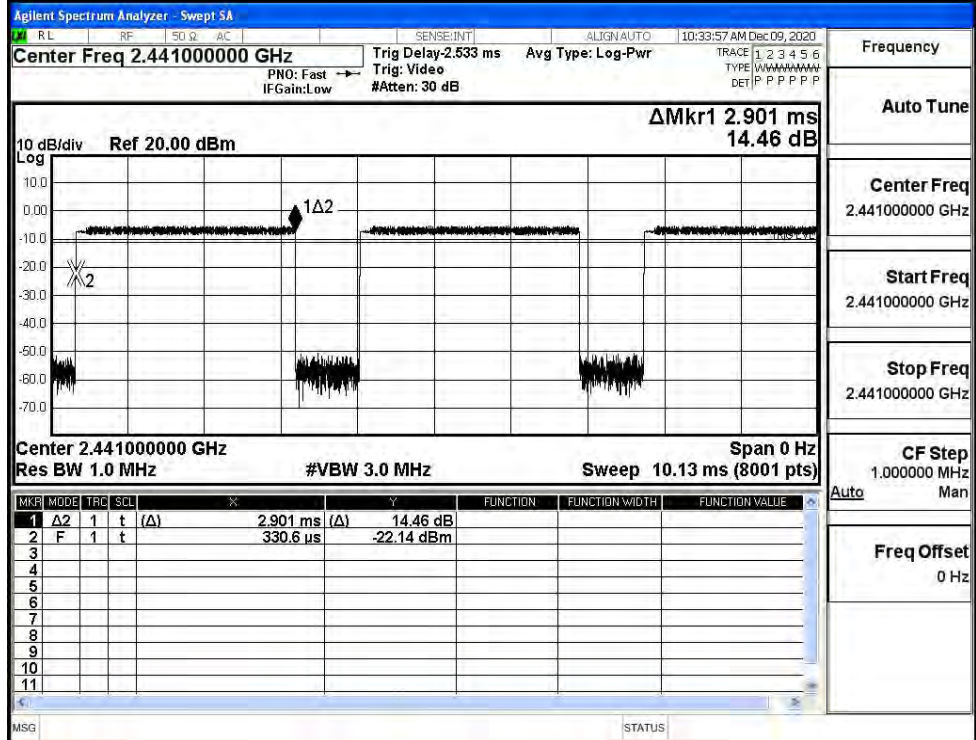 Agilent Spectrum Analyzer - Swept SA
LXI RL RF 50 Ω AC SENSE:INT ALIGN AUTO 10:33:57 AM Dec 09, 2020
Center Freq 2.441000000 GHz
PNO: Fast
IFGain:Low
Trig Delay-2.533 ms
Trig: Video
#Atten: 30 dB
Avg Type: Log-Pwr
TRACE 1 2 3 4 5 6
TYPE WWWWWW
DET P P P P P P
ΔMkr1 2.901 ms
14.46 dB
10 dB/div Ref 20.00 dBm
Log
10.0
0.00
-10.0
-20.0
-30.0
-40.0
-50.0
-60.0
-70.0
1Δ2
2
TRIG LVL
Center 2.441000000 GHz Span 0 Hz
Res BW 1.0 MHz #VBW 3.0 MHz Sweep 10.13 ms (8001 pts)
MKR MODE TRC SCL X Y FUNCTION FUNCTION WIDTH FUNCTION VALUE
1 Δ2 1 t (Δ) 2.901 ms (Δ) 14.46 dB
2 F 1 t 330.6 µs -22.14 dBm
3
4
5
6
7
8
9
10
11
MSG STATUS
Frequency
Auto Tune
Center Freq
2.441000000 GHz
Start Freq
2.441000000 GHz
Stop Freq
2.441000000 GHz
CF Step
1.000000 MHz
Auto Man
Freq Offset
0 Hz